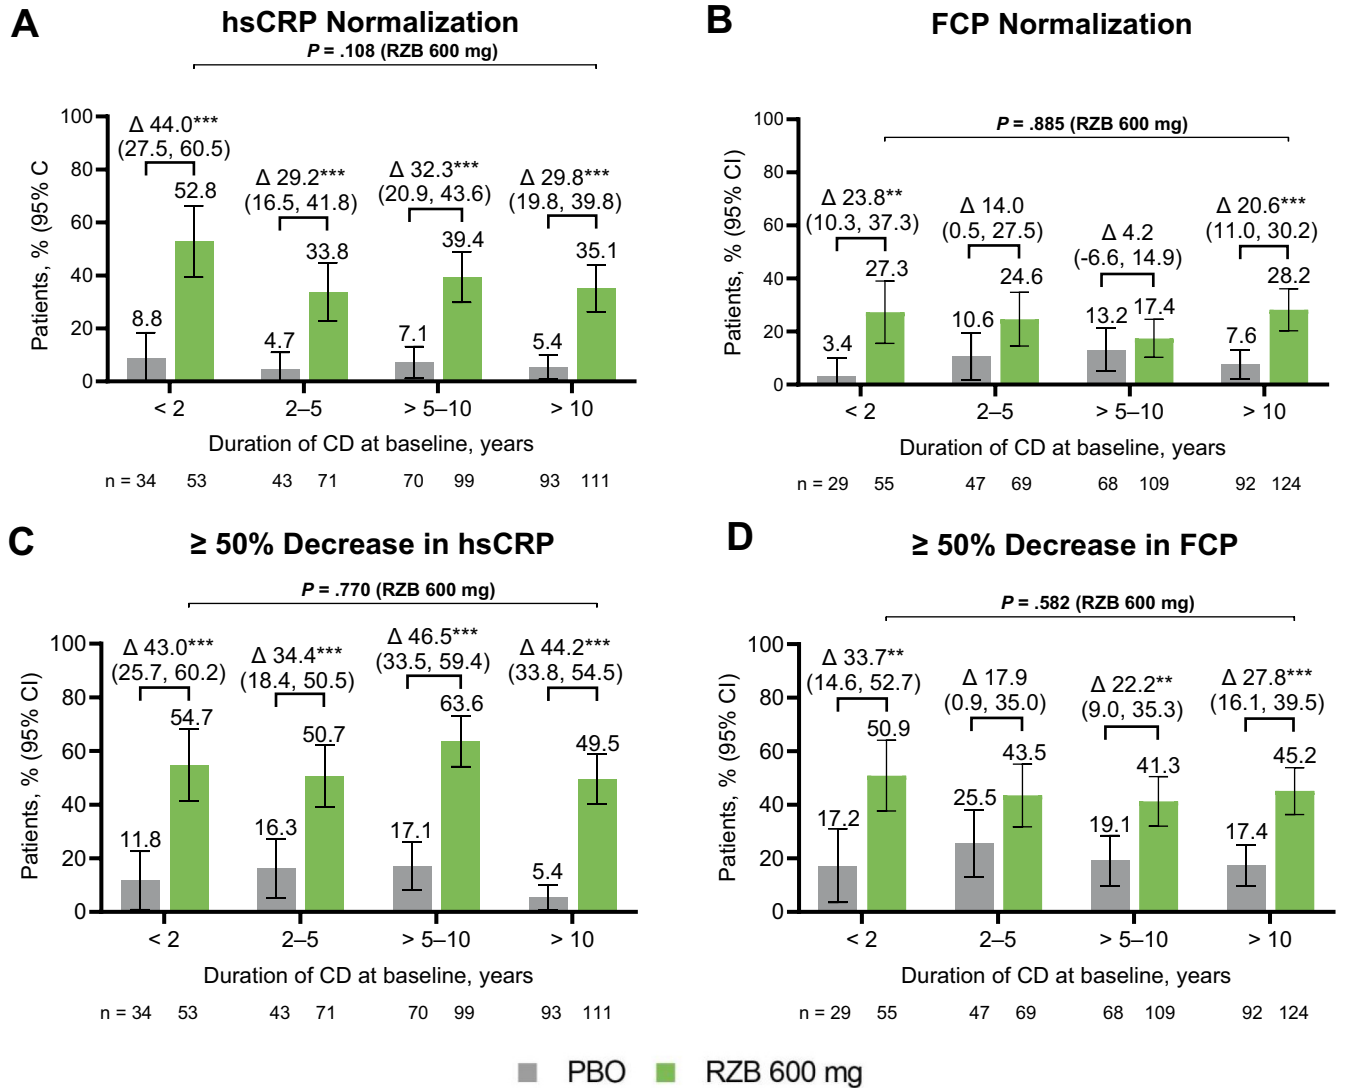 A
hsCRP Normalization
P = .108 (RZB 600 mg)
Patients, % (95% C
100
80
60
40
20
0
Δ 44.0***
(27.5, 60.5)
Δ 29.2***
(16.5, 41.8)
Δ 32.3***
(20.9, 43.6)
Δ 29.8***
(19.8, 39.8)
8.8
52.8
4.7
33.8
7.1
39.4
5.4
35.1
< 2
2–5
> 5–10
> 10
Duration of CD at baseline, years
n = 34 53 43 71 70 99 93 111
B
FCP Normalization
P = .885 (RZB 600 mg)
Patients, % (95% CI)
100
80
60
40
20
0
Δ 23.8**
(10.3, 37.3)
Δ 14.0
(0.5, 27.5)
Δ 4.2
(-6.6, 14.9)
Δ 20.6***
(11.0, 30.2)
3.4
27.3
10.6
24.6
13.2
17.4
7.6
28.2
< 2
2–5
> 5–10
> 10
Duration of CD at baseline, years
n = 29 55 47 69 68 109 92 124
C
≥ 50% Decrease in hsCRP
P = .770 (RZB 600 mg)
Patients, % (95% CI)
100
80
60
40
20
0
Δ 43.0***
(25.7, 60.2)
Δ 34.4***
(18.4, 50.5)
Δ 46.5***
(33.5, 59.4)
Δ 44.2***
(33.8, 54.5)
11.8
54.7
16.3
50.7
17.1
63.6
5.4
49.5
< 2
2–5
> 5–10
> 10
Duration of CD at baseline, years
n = 34 53 43 71 70 99 93 111
D
≥ 50% Decrease in FCP
P = .582 (RZB 600 mg)
Patients, % (95% CI)
100
80
60
40
20
0
Δ 33.7**
(14.6, 52.7)
Δ 17.9
(0.9, 35.0)
Δ 22.2**
(9.0, 35.3)
Δ 27.8***
(16.1, 39.5)
17.2
50.9
25.5
43.5
19.1
41.3
17.4
45.2
< 2
2–5
> 5–10
> 10
Duration of CD at baseline, years
n = 29 55 47 69 68 109 92 124
PBO RZB 600 mg